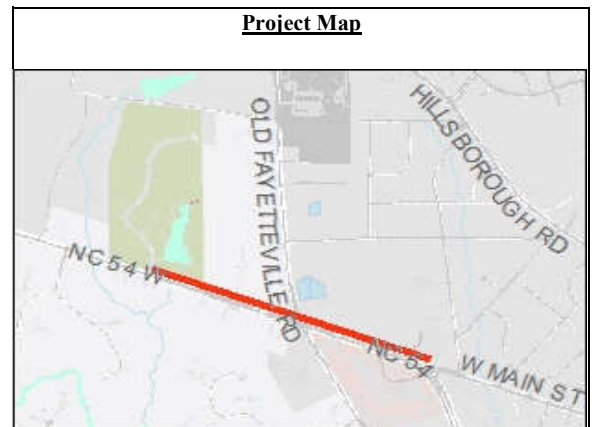 Project Map
OLD FAYETTEVILLE RD
HILLSBOROUGH RD
NC 54 W
NC 54
W MAIN ST